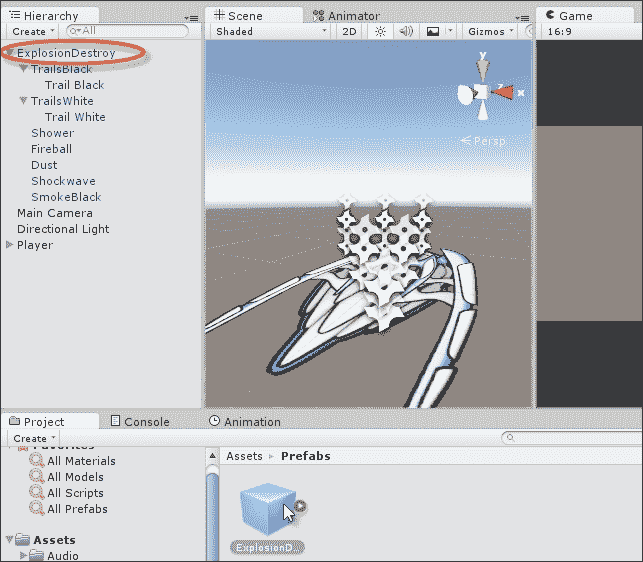 Hierarchy
Create
All
ExplosionDestroy
TrailsBlack
Trail Black
TrailsWhite
Trail White
Shower
Fireball
Dust
Shockwave
SmokeBlack
Main Camera
Directional Light
Player
Scene Animator
Shaded 2D Gizmos
y
z x
Persp
Game
16:9
Project Console Animation
Create
Favorites
All Materials
All Models
All Scripts
All Prefabs
Assets
Audio
Assets Prefabs
ExplosionD...